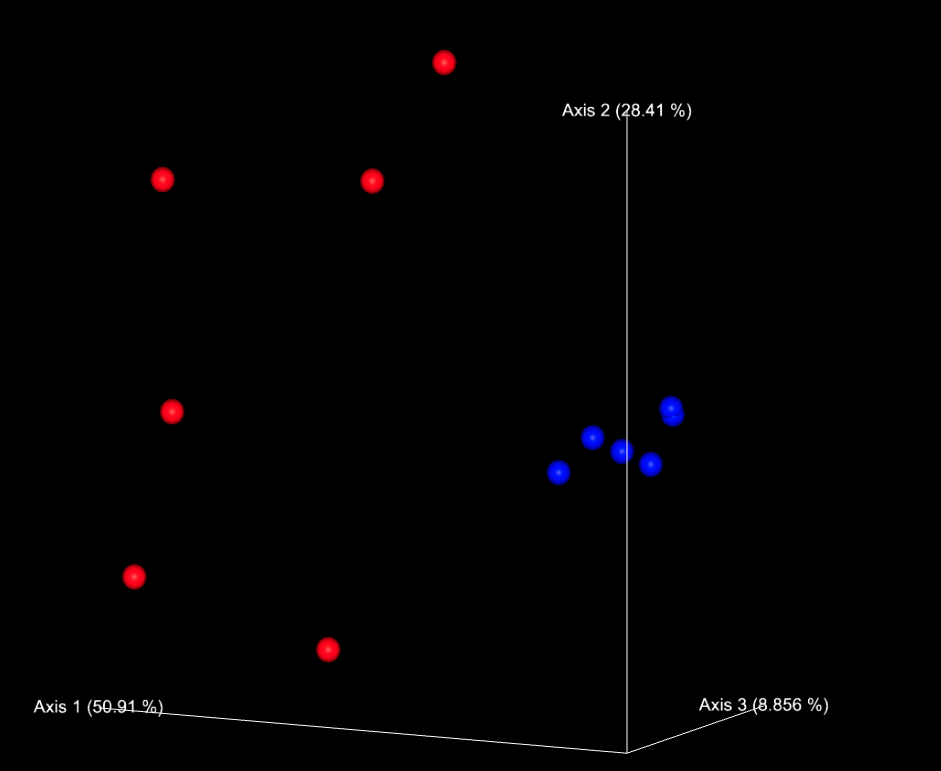 Axis 2 (28.41 %)
Axis 1 (50.91 %)
Axis 3 (8.856 %)